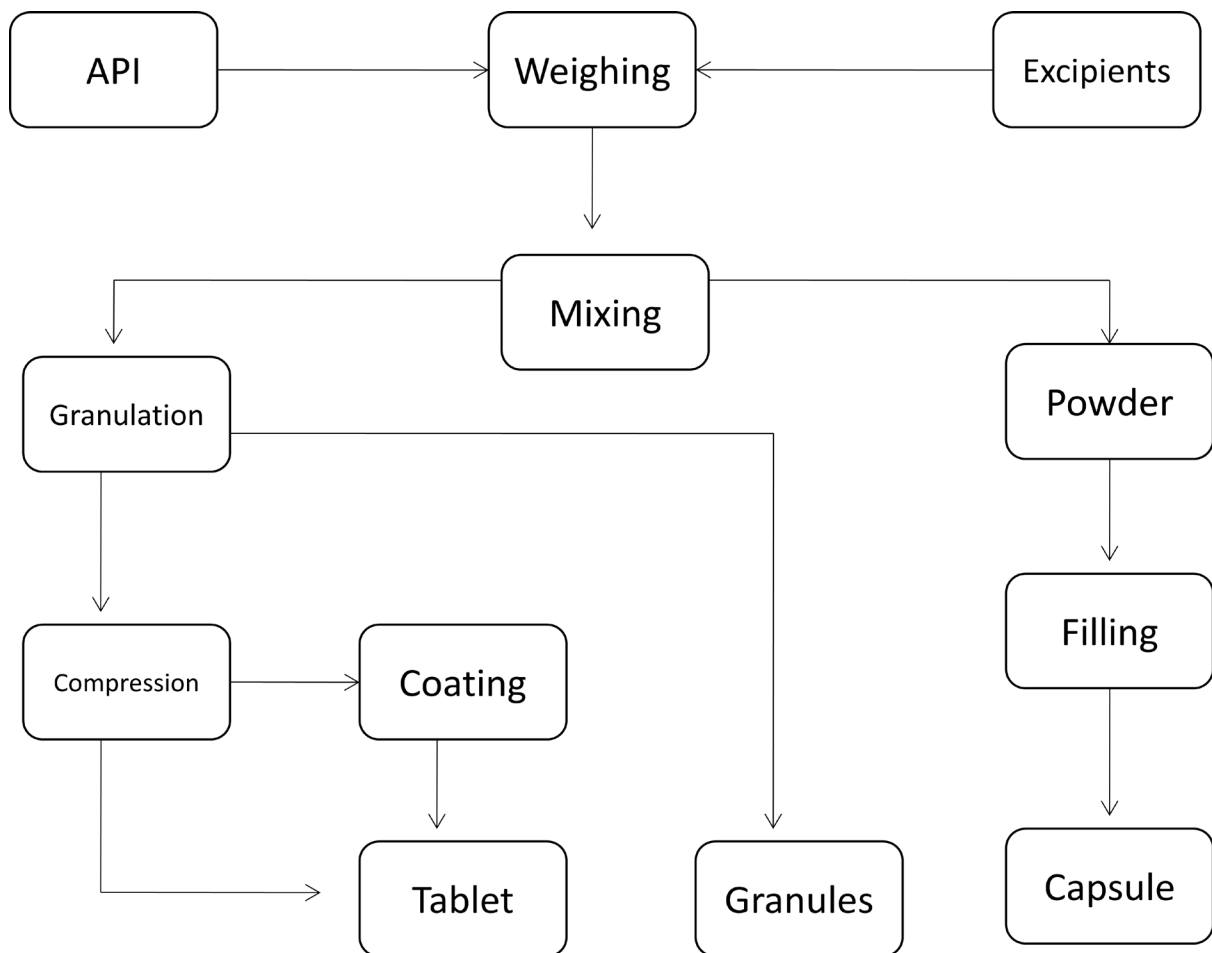 API
Weighing
Excipients
Mixing
Granulation
Powder
Compression
Coating
Filling
Tablet
Granules
Capsule